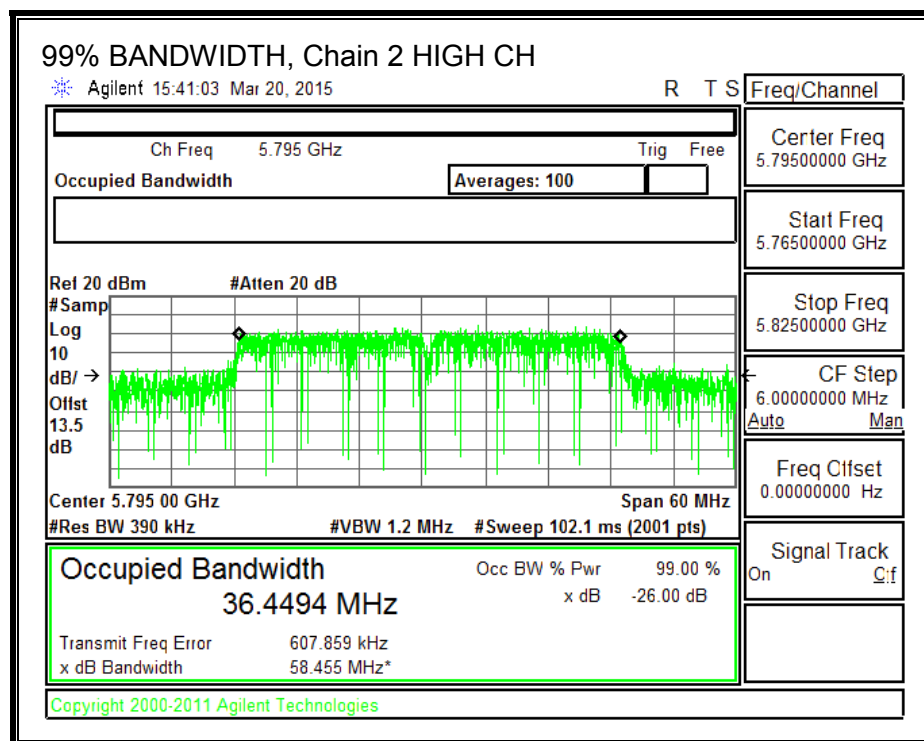 99% BANDWIDTH, Chain 2 HIGH CH
Agilent 15:41:03 Mar 20, 2015 R T S
Freq/Channel
Ch Freq 5.795 GHz Trig Free
Occupied Bandwidth Averages: 100
Center Freq
5.79500000 GHz
Start Freq
5.76500000 GHz
Stop Freq
5.82500000 GHz
CF Step
6.00000000 MHz
Auto Man
Freq Offset
0.00000000 Hz
Signal Track
On Off
Ref 20 dBm #Atten 20 dB
#Samp
Log
10
dB/
Offst
13.5
dB
Center 5.795 00 GHz Span 60 MHz
#Res BW 390 kHz #VBW 1.2 MHz #Sweep 102.1 ms (2001 pts)
Occupied Bandwidth
36.4494 MHz
Occ BW % Pwr 99.00 %
x dB -26.00 dB
Transmit Freq Error 607.859 kHz
x dB Bandwidth 58.455 MHz*
Copyright 2000-2011 Agilent Technologies